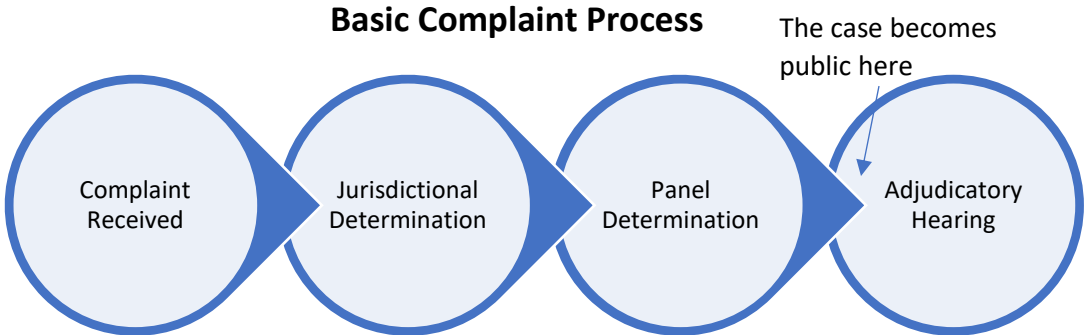 Basic Complaint Process
The case becomes
public here
Complaint
Received
Jurisdictional
Determination
Panel
Determination
Adjudicatory
Hearing